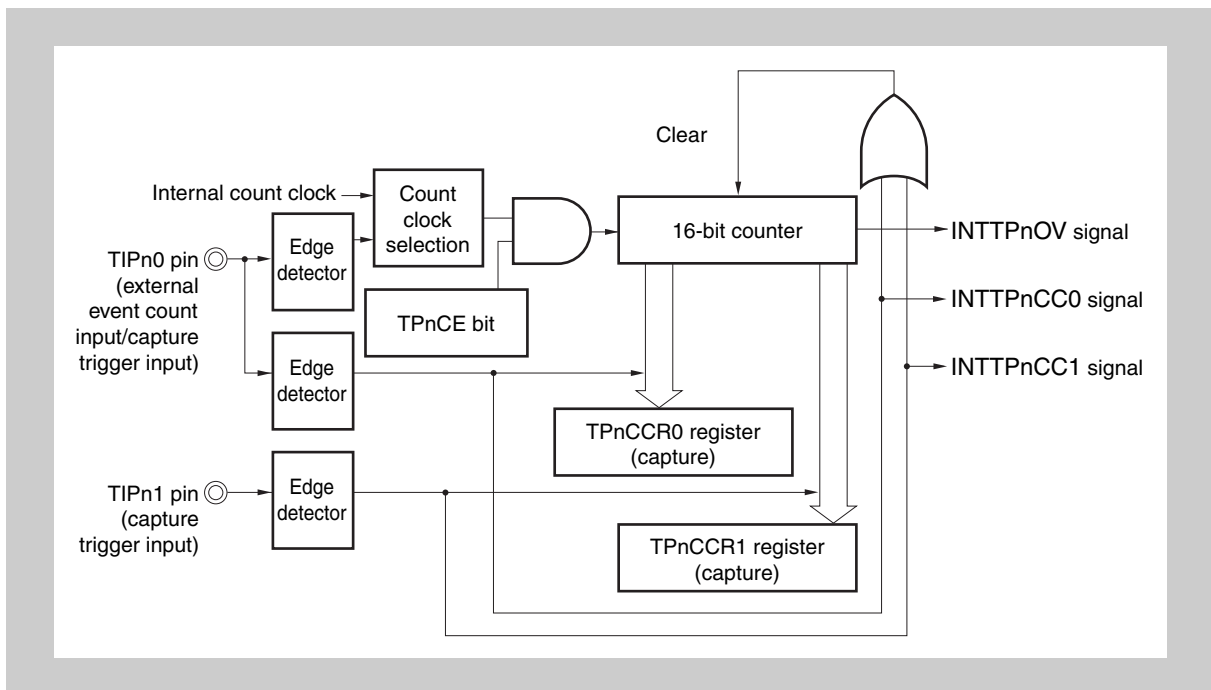 Clear
Internal count clock
Count
clock
selection
Edge
detector
16-bit counter
INTTPnOV signal
TIPn0 pin
(external
event count
input/capture
trigger input)
TPnCE bit
INTTPnCC0 signal
Edge
detector
INTTPnCC1 signal
TPnCCR0 register
(capture)
TIPn1 pin
(capture
trigger input)
Edge
detector
TPnCCR1 register
(capture)